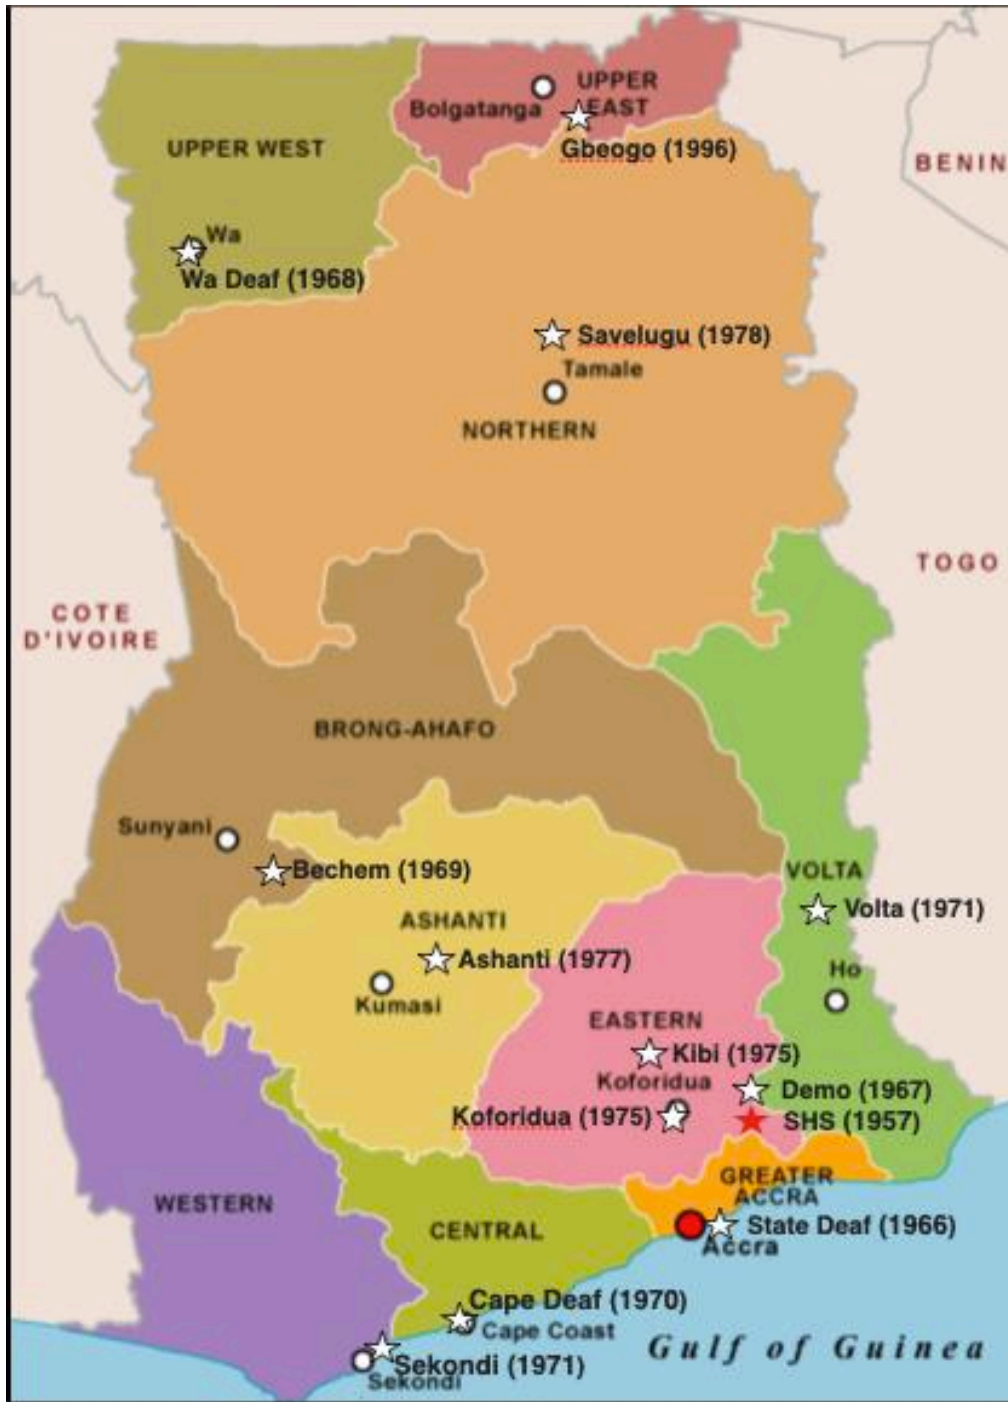 UPPER
EAST
Bolgatanga
Gbeogo (1996)
UPPER WEST
BENIN
Wa
Wa Deaf (1968)
Savelugu (1978)
Tamale
NORTHERN
TOGO
COTE
D'IVOIRE
BRONG-AHAFO
Sunyani
Bechem (1969)
VOLTA
Volta (1971)
ASHANTI
Ashanti (1977)
Ho
Kumasi
EASTERN
Kibi (1975)
Koforidua
Demo (1967)
Koforidua (1975)
SHS (1957)
GREATER
ACCRA
WESTERN
CENTRAL
State Deaf (1966)
Accra
Cape Deaf (1970)
Cape Coast
Gulf of Guinea
Sekondi (1971)
Sekondi